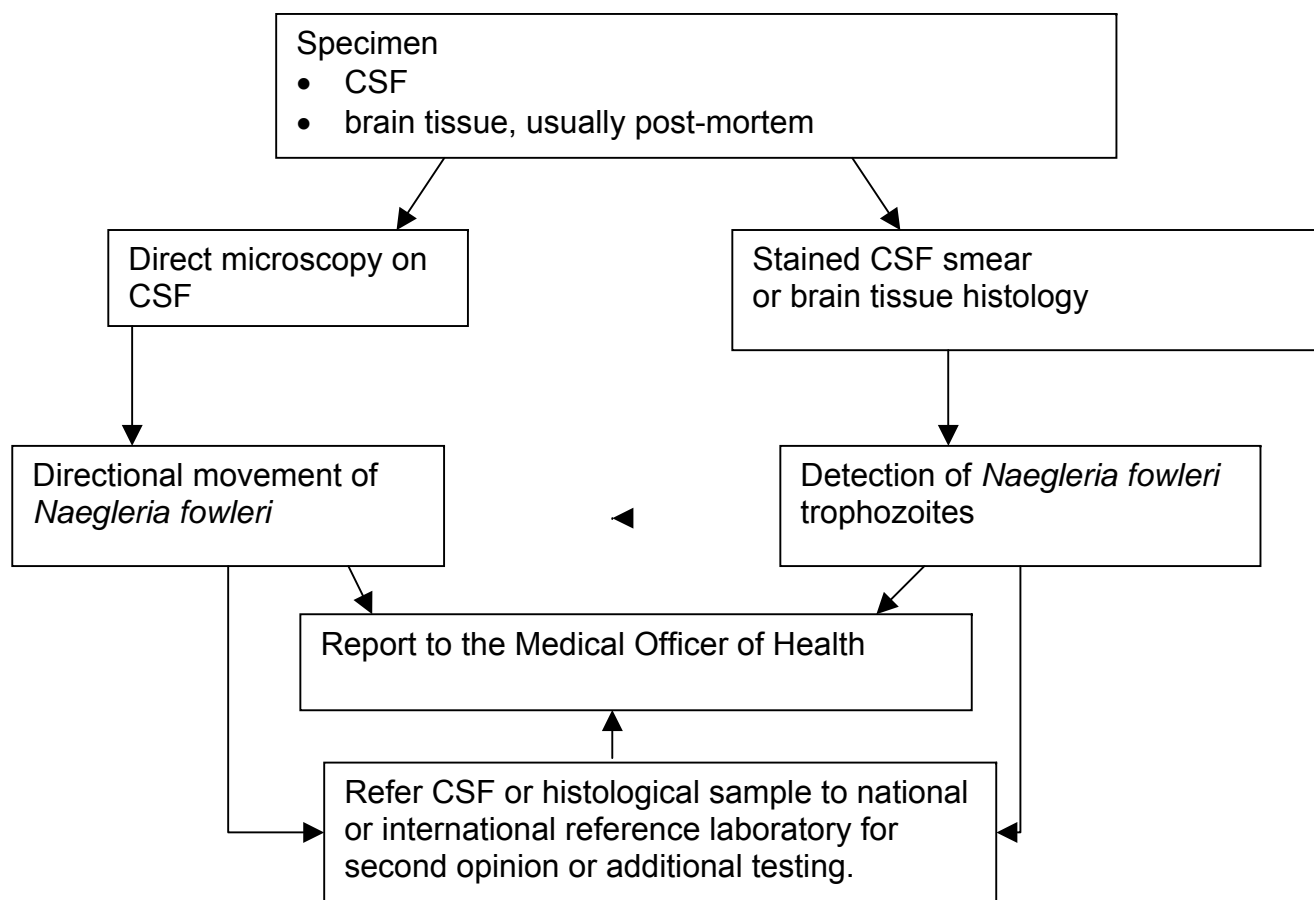 Specimen
• CSF
• brain tissue, usually post-mortem
Direct microscopy on
CSF
Stained CSF smear
or brain tissue histology
Directional movement of
Naegleria fowleri
Detection of Naegleria fowleri
trophozoites
Report to the Medical Officer of Health
Refer CSF or histological sample to national
or international reference laboratory for
second opinion or additional testing.